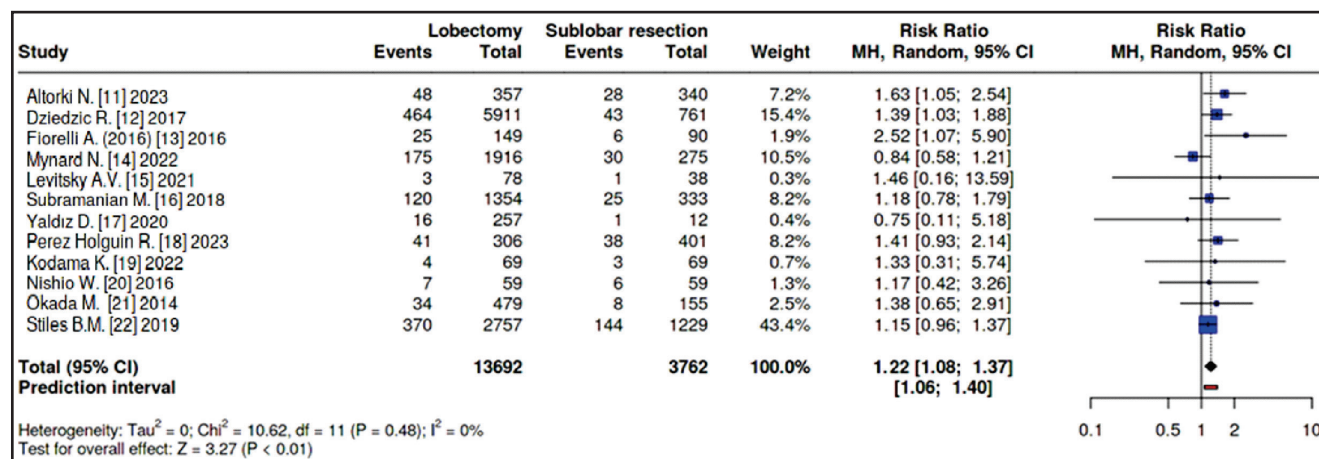 Lobectomy Sublobar resection Risk Ratio Risk Ratio
Study Events Total Events Total Weight MH, Random, 95% CI MH, Random, 95% CI
Altorki N. [11] 2023 48 357 28 340 7.2% 1.63 [1.05; 2.54]
Dziedzic R. [12] 2017 464 5911 43 761 15.4% 1.39 [1.03; 1.88]
Fiorelli A. (2016) [13] 2016 25 149 6 90 1.9% 2.52 [1.07; 5.90]
Mynard N. [14] 2022 175 1916 30 275 10.5% 0.84 [0.58; 1.21]
Levitsky A.V. [15] 2021 3 78 1 38 0.3% 1.46 [0.16; 13.59]
Subramanian M. [16] 2018 120 1354 25 333 8.2% 1.18 [0.78; 1.79]
Yaldız D. [17] 2020 16 257 1 12 0.4% 0.75 [0.11; 5.18]
Perez Holguin R. [18] 2023 41 306 38 401 8.2% 1.41 [0.93; 2.14]
Kodama K. [19] 2022 4 69 3 69 0.7% 1.33 [0.31; 5.74]
Nishio W. [20] 2016 7 59 6 59 1.3% 1.17 [0.42; 3.26]
Okada M. [21] 2014 34 479 8 155 2.5% 1.38 [0.65; 2.91]
Stiles B.M. [22] 2019 370 2757 144 1229 43.4% 1.15 [0.96; 1.37]
Total (95% CI) 13692 3762 100.0% 1.22 [1.08; 1.37]
Prediction interval [1.06; 1.40]
Heterogeneity: Tau² = 0; Chi² = 10.62, df = 11 (P = 0.48); I² = 0%
Test for overall effect: Z = 3.27 (P < 0.01)
0.1 0.5 1 2 10